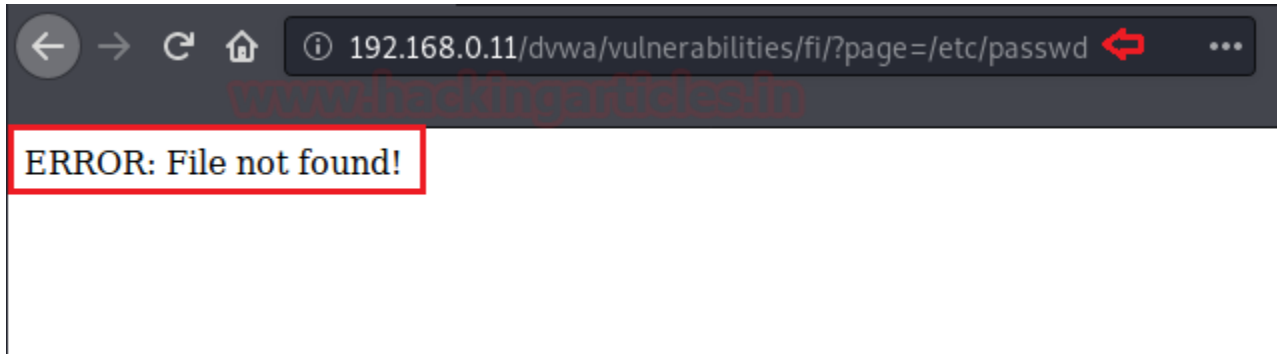 192.168.0.11/dvwa/vulnerabilities/fi/?page=/etc/passwd
www.hackingarticles.in
ERROR: File not found!